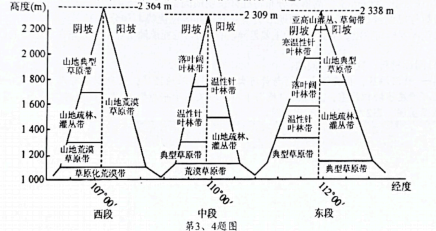 高度(m)
2 364
2 309
2 338
2 200
2 000
1 800
1 600
1 400
1 200
1 000
阴坡
阳坡
山地典型
草原带
山地疏林、
灌丛带
山地荒漠
草原带
山地荒漠
草原带
草原化荒漠带
阴坡
阳坡
落叶阔
叶林带
温性针
叶林带
温性针
叶林带
山地疏林、
灌丛带
典型草原带
荒漠草原带
亚高山灌丛、草甸带
阴坡
阳坡
寒温性针
叶林带
落叶阔
叶林带
温性针
叶林带
典型草原带
山地典型
草原带
山地疏林、
灌丛带
典型草原带
107°00′
110°00′
112°00′
经度
西段
中段
东段
第3、4题图